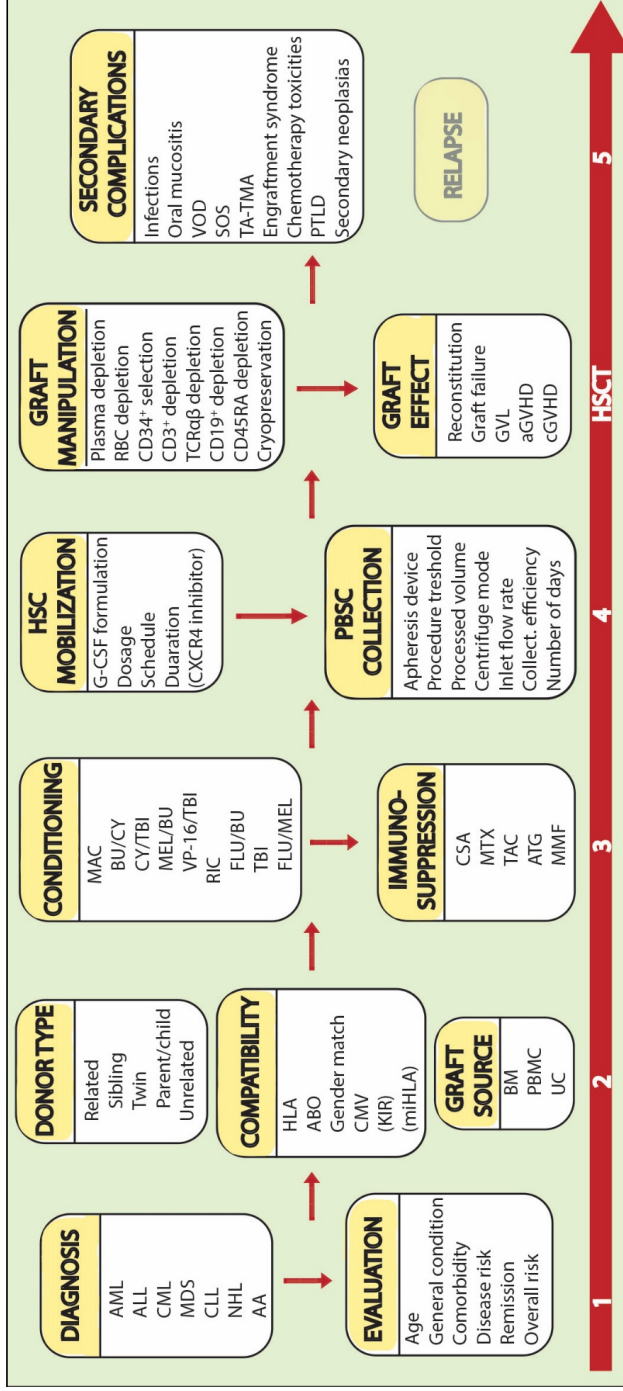 DIAGNOSIS
AML
ALL
CML
MDS
CLL
NHL
AA
EVALUATION
Age
General condition
Comorbidity
Disease risk
Remission
Overall risk
DONOR TYPE
Related
Sibling
Twin
Parent/child
Unrelated
COMPATIBILITY
HLA
ABO
Gender match
CMV
(KIR)
(miHLA)
GRAFT
SOURCE
BM
PBMC
UC
CONDITIONING
MAC
BU/CY
CY/TBI
MEL/BU
VP-16/TBI
RIC
FLU/BU
TBI
FLU/MEL
IMMUNO-
SUPPRESSION
CSA
MTX
TAC
ATG
MMF
HSC
MOBILIZATION
G-CSF formulation
Dosage
Schedule
Duaration
(CXCR4 inhibitor)
PBSC
COLLECTION
Apheresis device
Procedure treshold
Processed volume
Centrifuge mode
Inlet flow rate
Collect. efficiency
Number of days
GRAFT
MANIPULATION
Plasma depletion
RBC depletion
CD34⁺ selection
CD3⁺ depletion
TCRαβ depletion
CD19⁺ depletion
CD45RA depletion
Cryopreservation
GRAFT
EFFECT
Reconstitution
Graft failure
GVL
aGVHD
cGVHD
SECONDARY
COMPLICATIONS
Infections
Oral mucositis
VOD
SOS
TA-TMA
Engraftment syndrome
Chemotherapy toxicities
PTLD
Secondary neoplasias
RELAPSE
1 2 3 4 HSCT 5